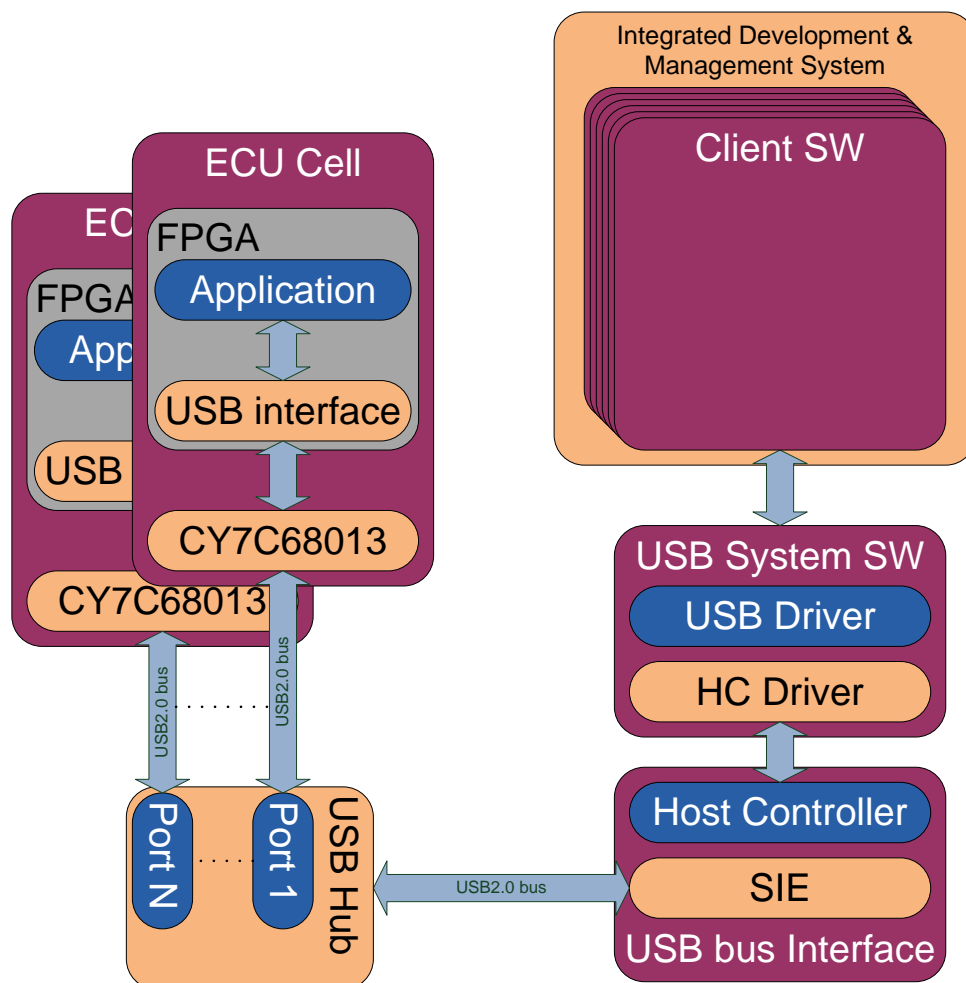 Integrated Development &
Management System
Client SW
ECU Cell
FPGA
Application
USB interface
CY7C68013
EC
FPGA
App
USB
CY7C68013
USB2.0 bus
USB2.0 bus
Port N
Port 1
USB Hub
USB2.0 bus
USB System SW
USB Driver
HC Driver
Host Controller
SIE
USB bus Interface